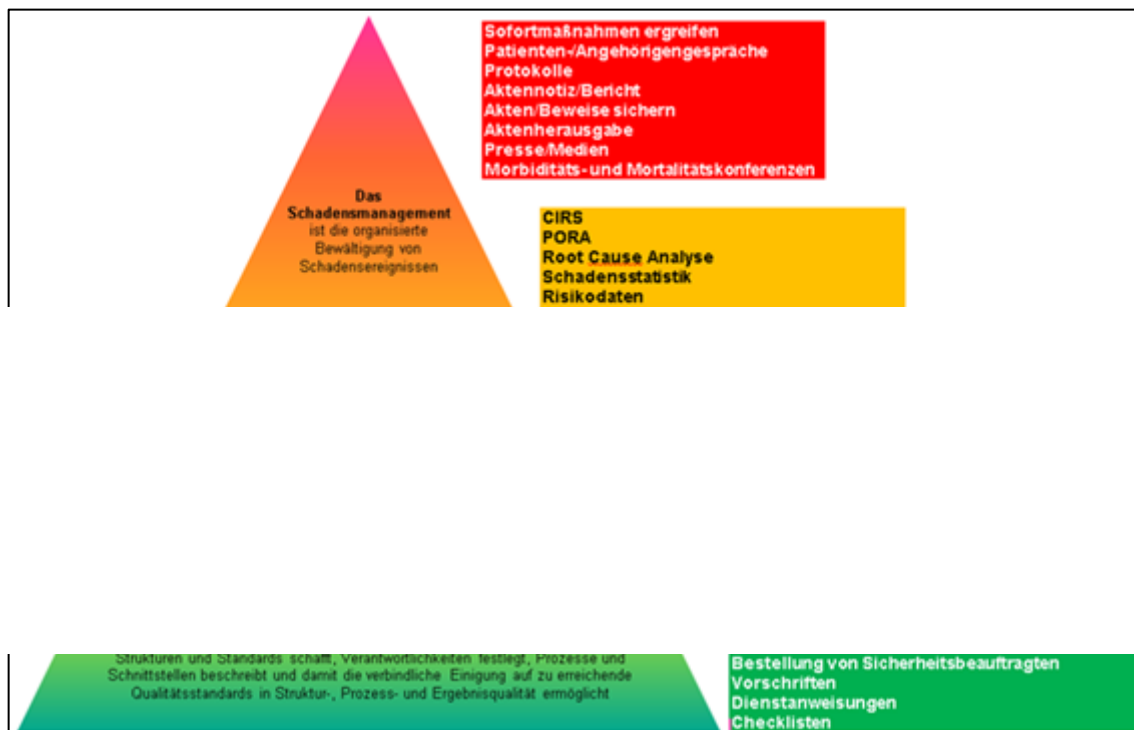 Sofortmaßnahmen ergreifen
Patienten-/Angehörigengespräche
Protokolle
Aktennotiz/Bericht
Akten/Beweise sichern
Aktenherausgabe
Presse/Medien
Morbiditäts- und Mortalitätskonferenzen
Das
Schadensmanagement
ist die organisierte
Bewältigung von
Schadensereignissen
CIRS
PORA
Root Cause Analyse
Schadensstatistik
Risikodaten
Strukturen und Standards schafft, Verantwortlichkeiten festlegt, Prozesse und
Schnittstellen beschreibt und damit die verbindliche Einigung auf zu erreichende
Qualitätsstandards in Struktur-, Prozess- und Ergebnisqualität ermöglicht
Bestellung von Sicherheitsbeauftragten
Vorschriften
Dienstanweisungen
Checklisten